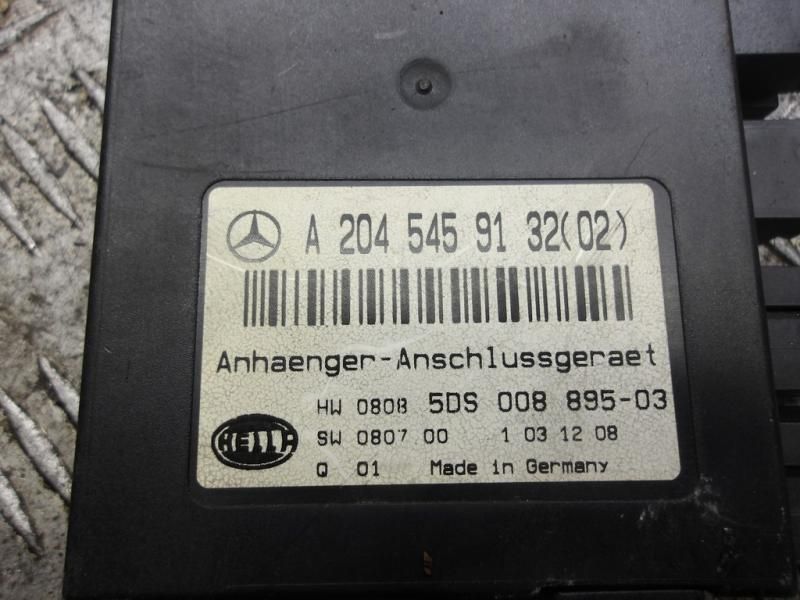 A 204 545 91 32(02)
Anhaenger-Anschlussgeraet
HW 0808 5DS 008 895-03
HELLA SW 0807 00 1 03 12 08
Q 01 Made in Germany